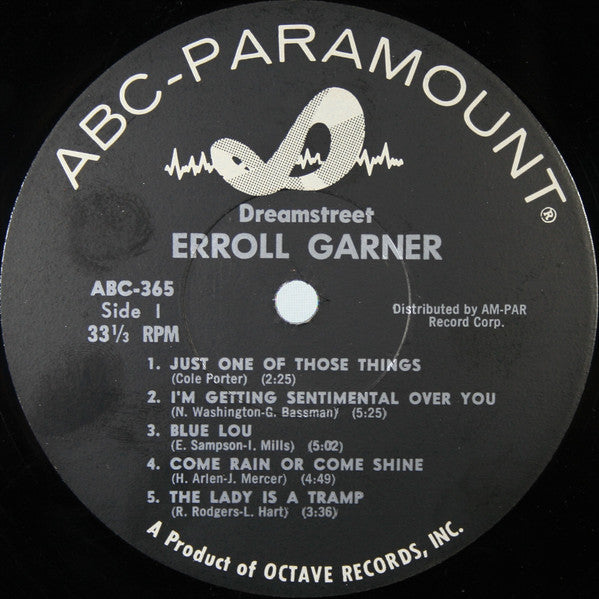 ABC-PARAMOUNT®
Dreamstreet
ERROLL GARNER
ABC-365
Side 1
33⅓ RPM
Distributed by AM-PAR
Record Corp.
1. JUST ONE OF THOSE THINGS
(Cole Porter) (2:25)
2. I'M GETTING SENTIMENTAL OVER YOU
(N. Washington-G. Bassman) (5:25)
3. BLUE LOU
(E. Sampson-I. Mills) (5:02)
4. COME RAIN OR COME SHINE
(H. Arlen-J. Mercer) (4:49)
5. THE LADY IS A TRAMP
(R. Rodgers-L. Hart) (3:36)
A Product of OCTAVE RECORDS, INC.